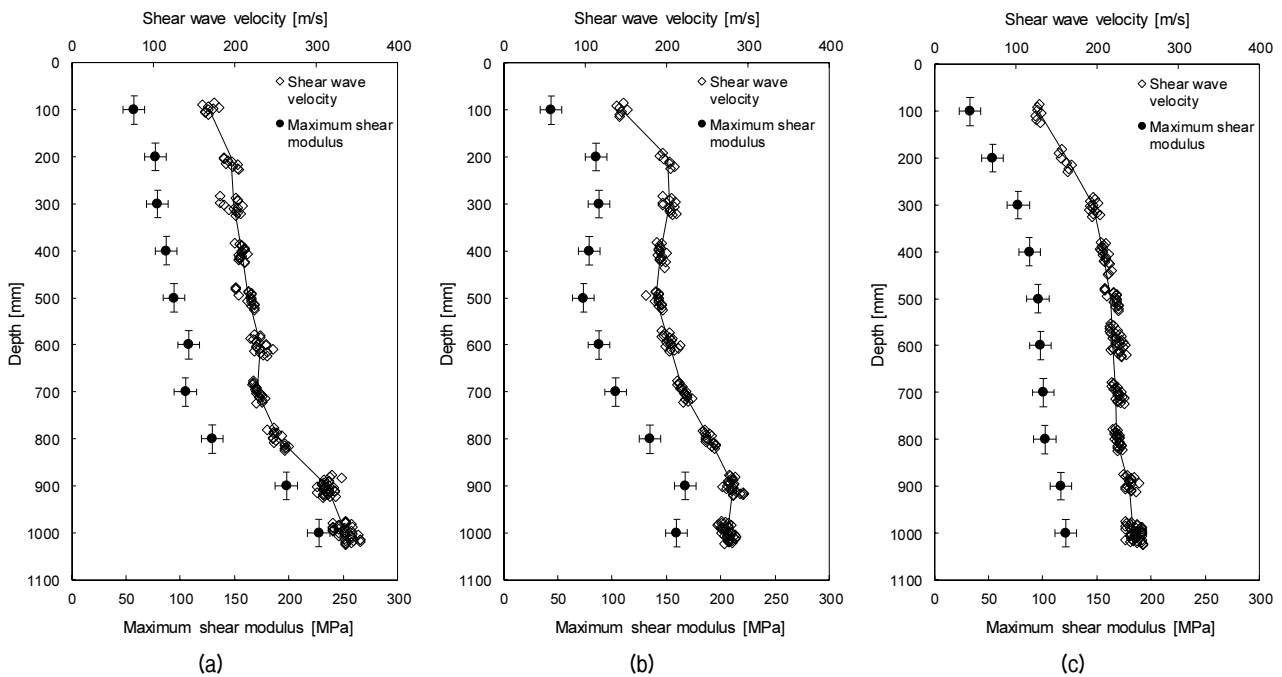 Shear wave velocity [m/s]
0 100 200 300 400
0
100
200
300
400
500
600
700
800
900
1000
1100
Depth [mm]
Shear wave
velocity
Maximum shear
modulus
0 50 100 150 200 250 300
Maximum shear modulus [MPa]
(a)
Shear wave velocity [m/s]
0 100 200 300 400
0
100
200
300
400
500
600
700
800
900
1000
1100
Depth [mm]
Shear wave
velocity
Maximum shear
modulus
0 50 100 150 200 250 300
Maximum shear modulus [MPa]
(b)
Shear wave velocity [m/s]
0 100 200 300 400
0
100
200
300
400
500
600
700
800
900
1000
1100
Depth [mm]
Shear wave
velocity
Maximum shear
modulus
0 50 100 150 200 250 300
Maximum shear modulus [MPa]
(c)